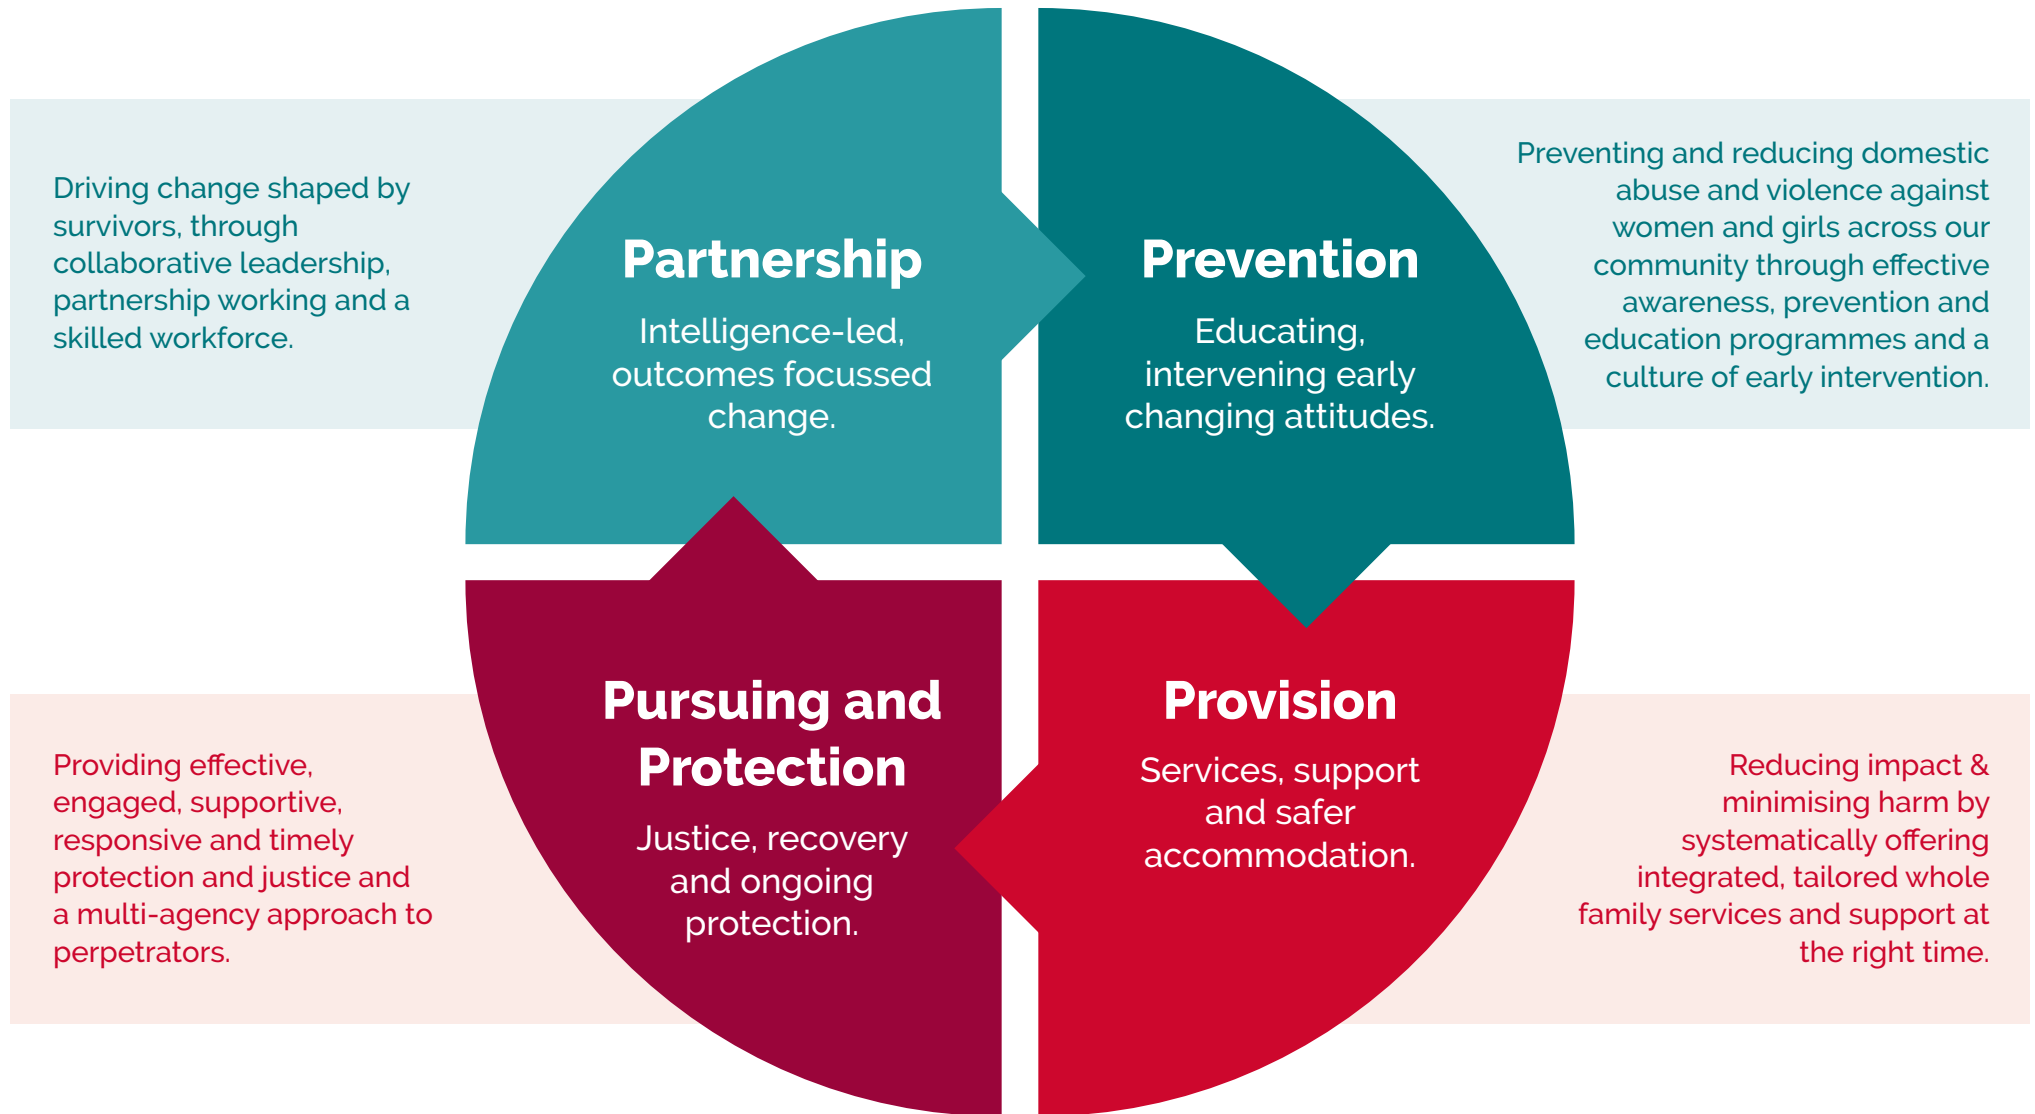 Driving change shaped by
survivors, through
collaborative leadership,
partnership working and a
skilled workforce.
Partnership
Intelligence-led,
outcomes focussed
change.
Prevention
Educating,
intervening early
changing attitudes.
Preventing and reducing domestic
abuse and violence against
women and girls across our
community through effective
awareness, prevention and
education programmes and a
culture of early intervention.
Providing effective,
engaged, supportive,
responsive and timely
protection and justice and
a multi-agency approach to
perpetrators.
Pursuing and
Protection
Justice, recovery
and ongoing
protection.
Provision
Services, support
and safer
accommodation.
Reducing impact &
minimising harm by
systematically offering
integrated, tailored whole
family services and support at
the right time.